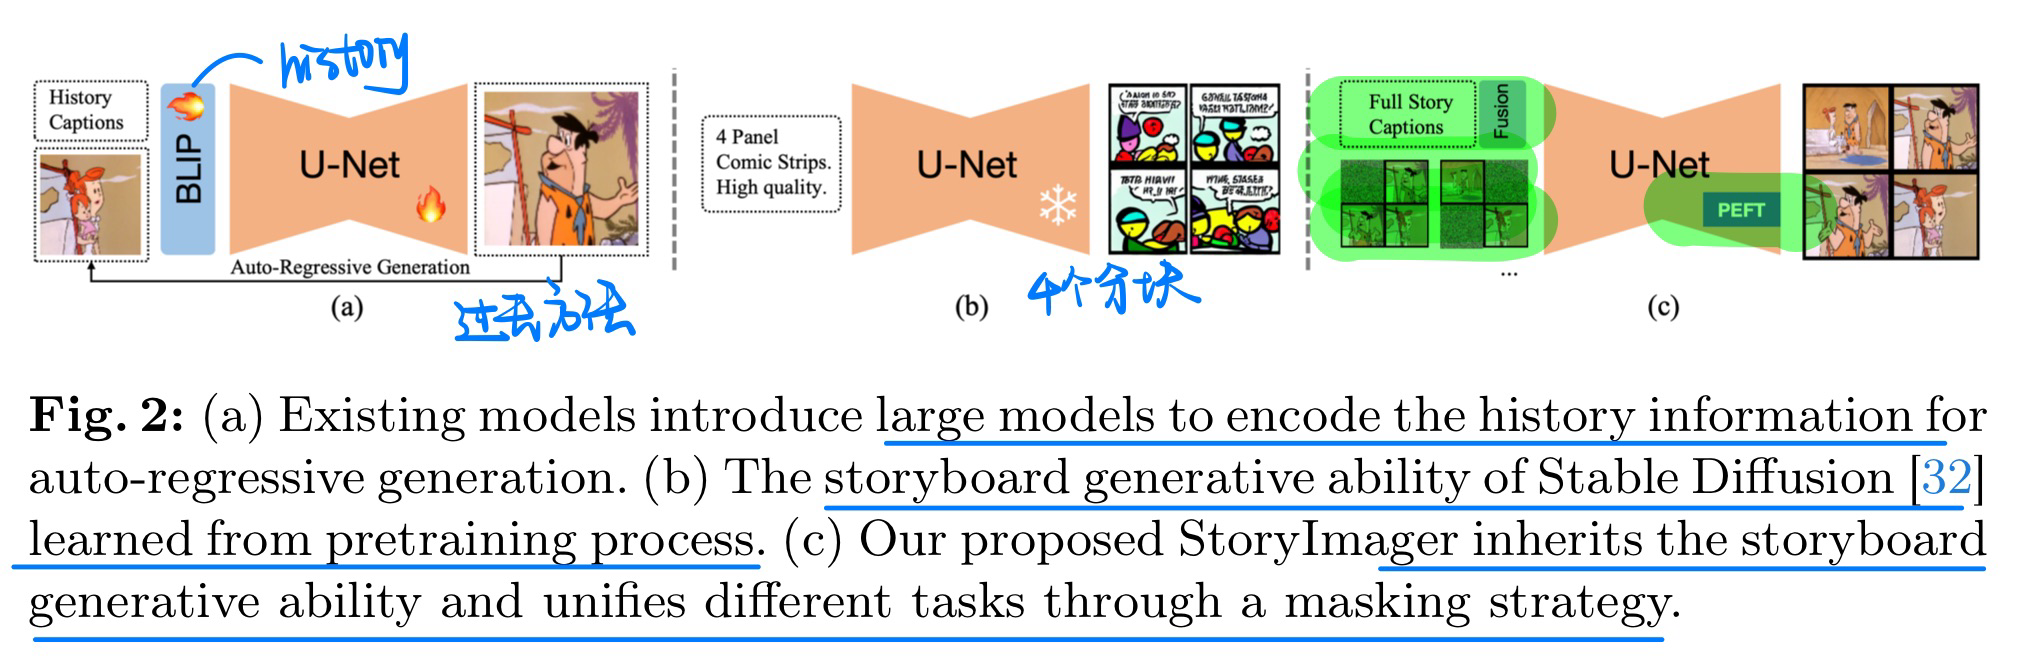 history
History
Captions
BLIP
U-Net
Auto-Regressive Generation
(a)
过去方法
4 Panel
Comic Strips.
High quality.
U-Net
4个分块
(b)
Full Story
Captions
Fusion
...
U-Net
PEFT
(c)
Fig. 2: (a) Existing models introduce large models to encode the history information for
auto-regressive generation. (b) The storyboard generative ability of Stable Diffusion [32]
learned from pretraining process. (c) Our proposed StoryImager inherits the storyboard
generative ability and unifies different tasks through a masking strategy.